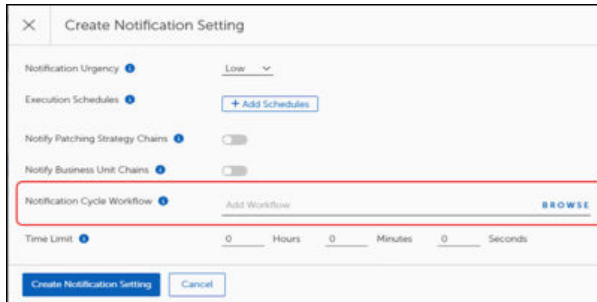 Create Notification Setting
Notification Urgency Low
Execution Schedules + Add Schedules
Notify Patching Strategy Chains
Notify Business Unit Chains
Notification Cycle Workflow Add Workflow BROWSE
Time Limit 0 Hours 0 Minutes 0 Seconds
Create Notification Setting Cancel